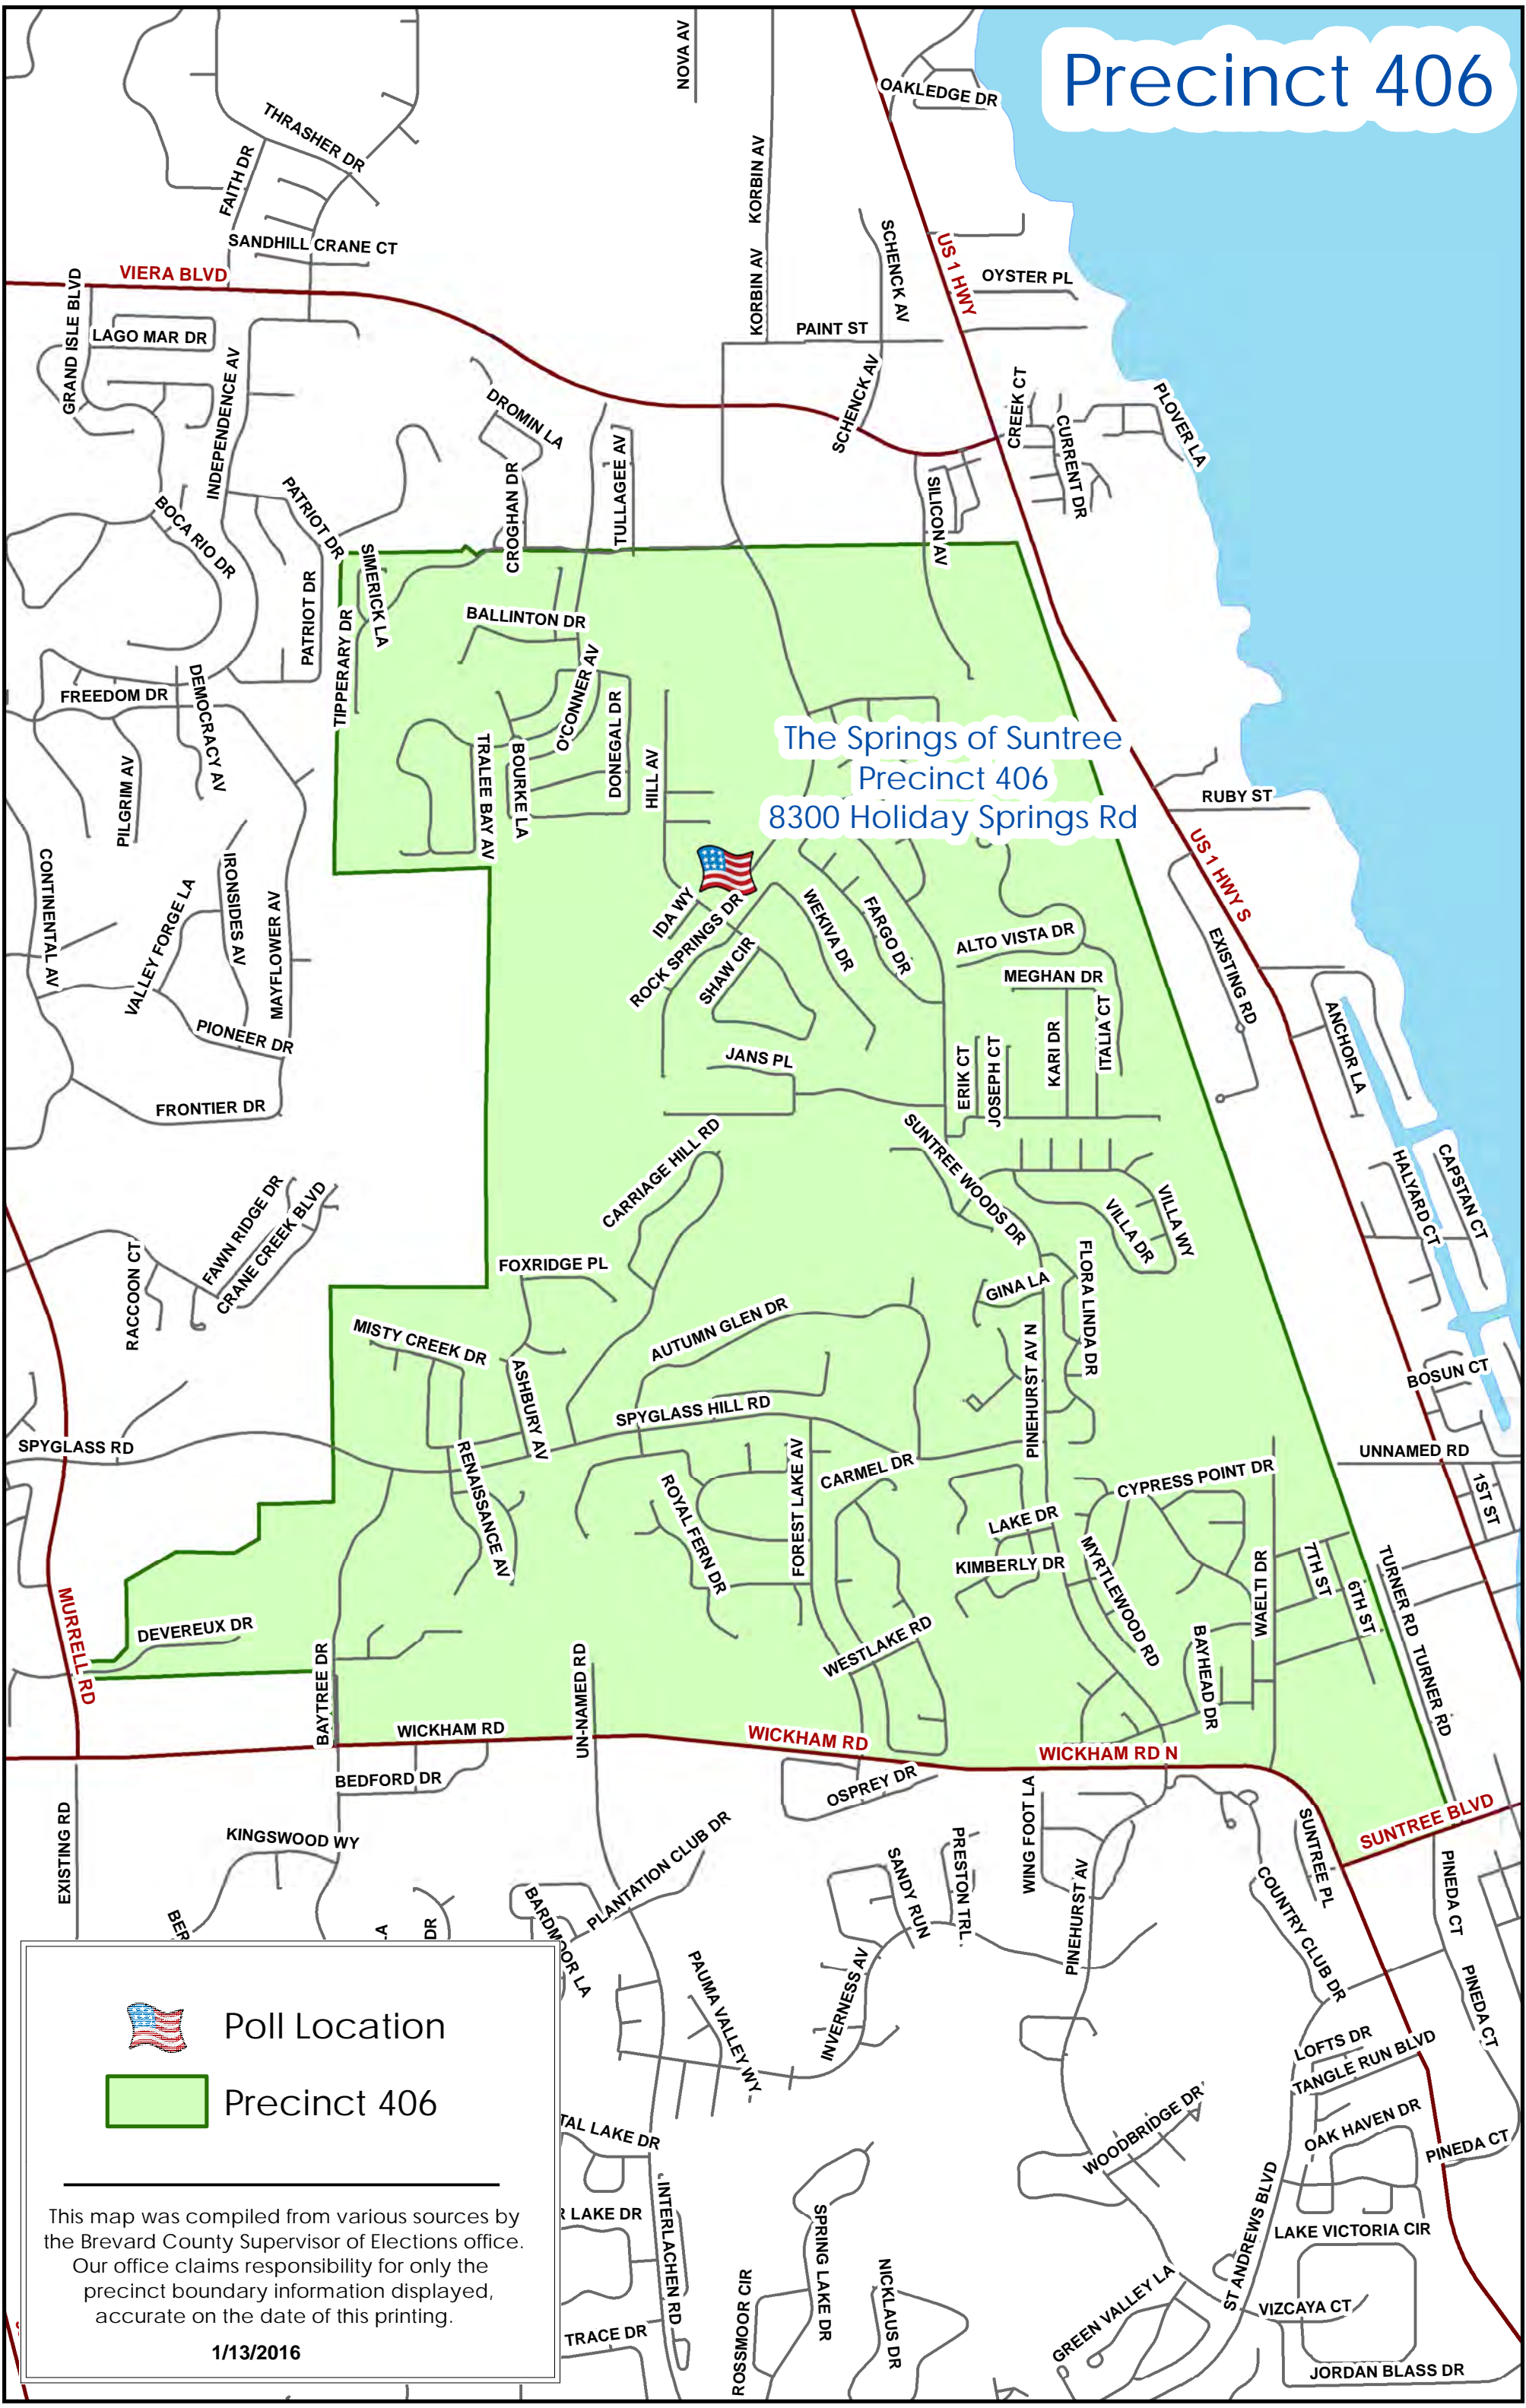 Precinct 406
NOVA AV
OAKLEDGE DR
THRASHER DR
FAITH DR
KORBIN AV
SANDHILL CRANE CT
SCHENCK AV
US 1 HWY
VIERA BLVD
GRAND ISLE BLVD
KORBIN AV
OYSTER PL
LAGO MAR DR
PAINT ST
INDEPENDENCE AV
SCHENCK AV
CREEK CT
PLOVER LA
DROMIN LA
CURRENT DR
TULLAGEE AV
CROGHAN DR
SILICON AV
PATRIOT DR
BOCA RIO DR
SIMERICK LA
PATRIOT DR
BALLINTON DR
TIPPERARY DR
O'CONNER AV
FREEDOM DR
DEMOCRACY AV
DONEGAL DR
The Springs of Suntree
Precinct 406
8300 Holiday Springs Rd
TRALEE BAY AV
BOURKE LA
HILL AV
PILGRIM AV
RUBY ST
US 1 HWY S
CONTINENTAL AV
VALLEY FORGE LA
IRONSIDES AV
MAYFLOWER AV
IDA WY
ROCK SPRINGS DR
SHAW CIR
WEKIVA DR
FARGO DR
ALTO VISTA DR
MEGHAN DR
EXISTING RD
PIONEER DR
ANCHOR LA
ITALIA CT
KARI DR
JANS PL
ERIK CT
JOSEPH CT
FRONTIER DR
CARRIAGE HILL RD
SUNTREE WOODS DR
HALYARD CT
CAPSTAN CT
FAWN RIDGE DR
CRANE CREEK BLVD
VILLA DR
VILLA WY
RACCOON CT
FOXRIDGE PL
GINA LA
FLORA LINDA DR
AUTUMN GLEN DR
MISTY CREEK DR
PINEHURST AV N
ASHBURY AV
BOSUN CT
SPYGLASS HILL RD
SPYGLASS RD
UNNAMED RD
RENAISSANCE AV
FOREST LAKE AV
CARMEL DR
CYPRESS POINT DR
1ST ST
ROYAL FERN DR
LAKE DR
KIMBERLY DR
MYRTLEWOOD RD
WAELTI DR
7TH ST
6TH ST
TURNER RD
TURNER RD
MURRELL RD
DEVEREUX DR
WESTLAKE RD
BAYHEAD DR
BAYTREE DR
UN-NAMED RD
WICKHAM RD
WICKHAM RD
WICKHAM RD N
BEDFORD DR
OSPREY DR
SUNTREE BLVD
EXISTING RD
KINGSWOOD WY
PLANTATION CLUB DR
WING FOOT LA
PRESTON TRL
SANDY RUN
SUNTREE PL
COUNTRY CLUB DR
PINEDA CT
BER
LA
DR
BARDMOOR LA
PINEHURST AV
PAUMA VALLEY WY
INVERNESS AV
PINEDA CT
LOFTS DR
TANGLE RUN BLVD
OAK HAVEN DR
PINEDA CT
WOODBRIDGE DR
TAL LAKE DR
R LAKE DR
INTERLACHEN RD
SPRING LAKE DR
NICKLAUS DR
ROSSMOOR CIR
TRACE DR
ST ANDREWS BLVD
LAKE VICTORIA CIR
GREEN VALLEY LA
VIZCAYA CT
JORDAN BLASS DR
Poll Location
Precinct 406
This map was compiled from various sources by
the Brevard County Supervisor of Elections office.
Our office claims responsibility for only the
precinct boundary information displayed,
accurate on the date of this printing.
1/13/2016